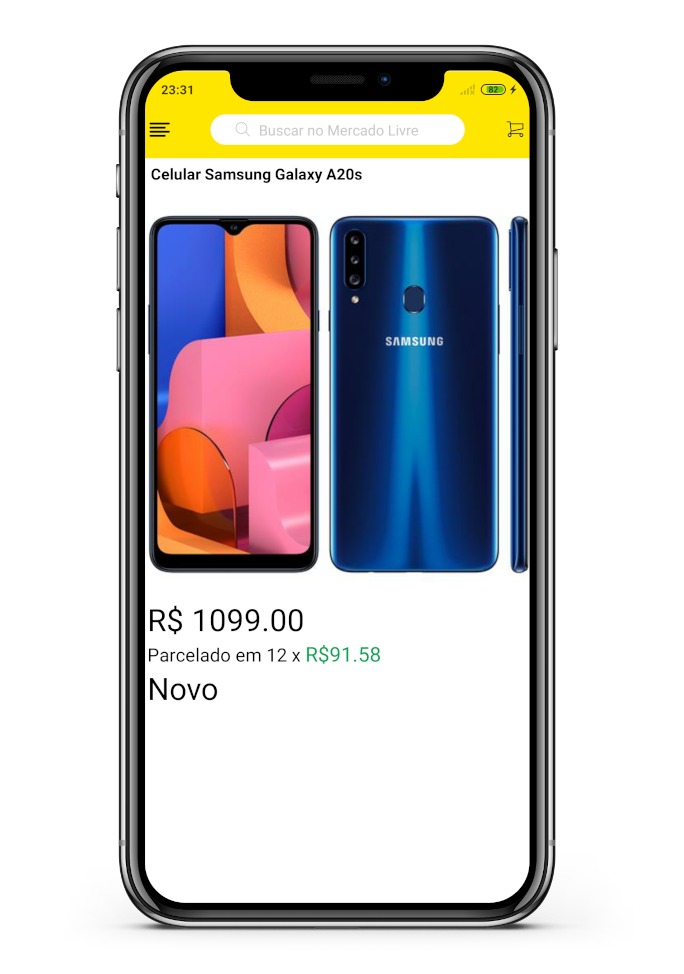 23:31
82
Buscar no Mercado Livre
Celular Samsung Galaxy A20s
SAMSUNG
R$ 1099.00
Parcelado em 12 x R$91.58
Novo